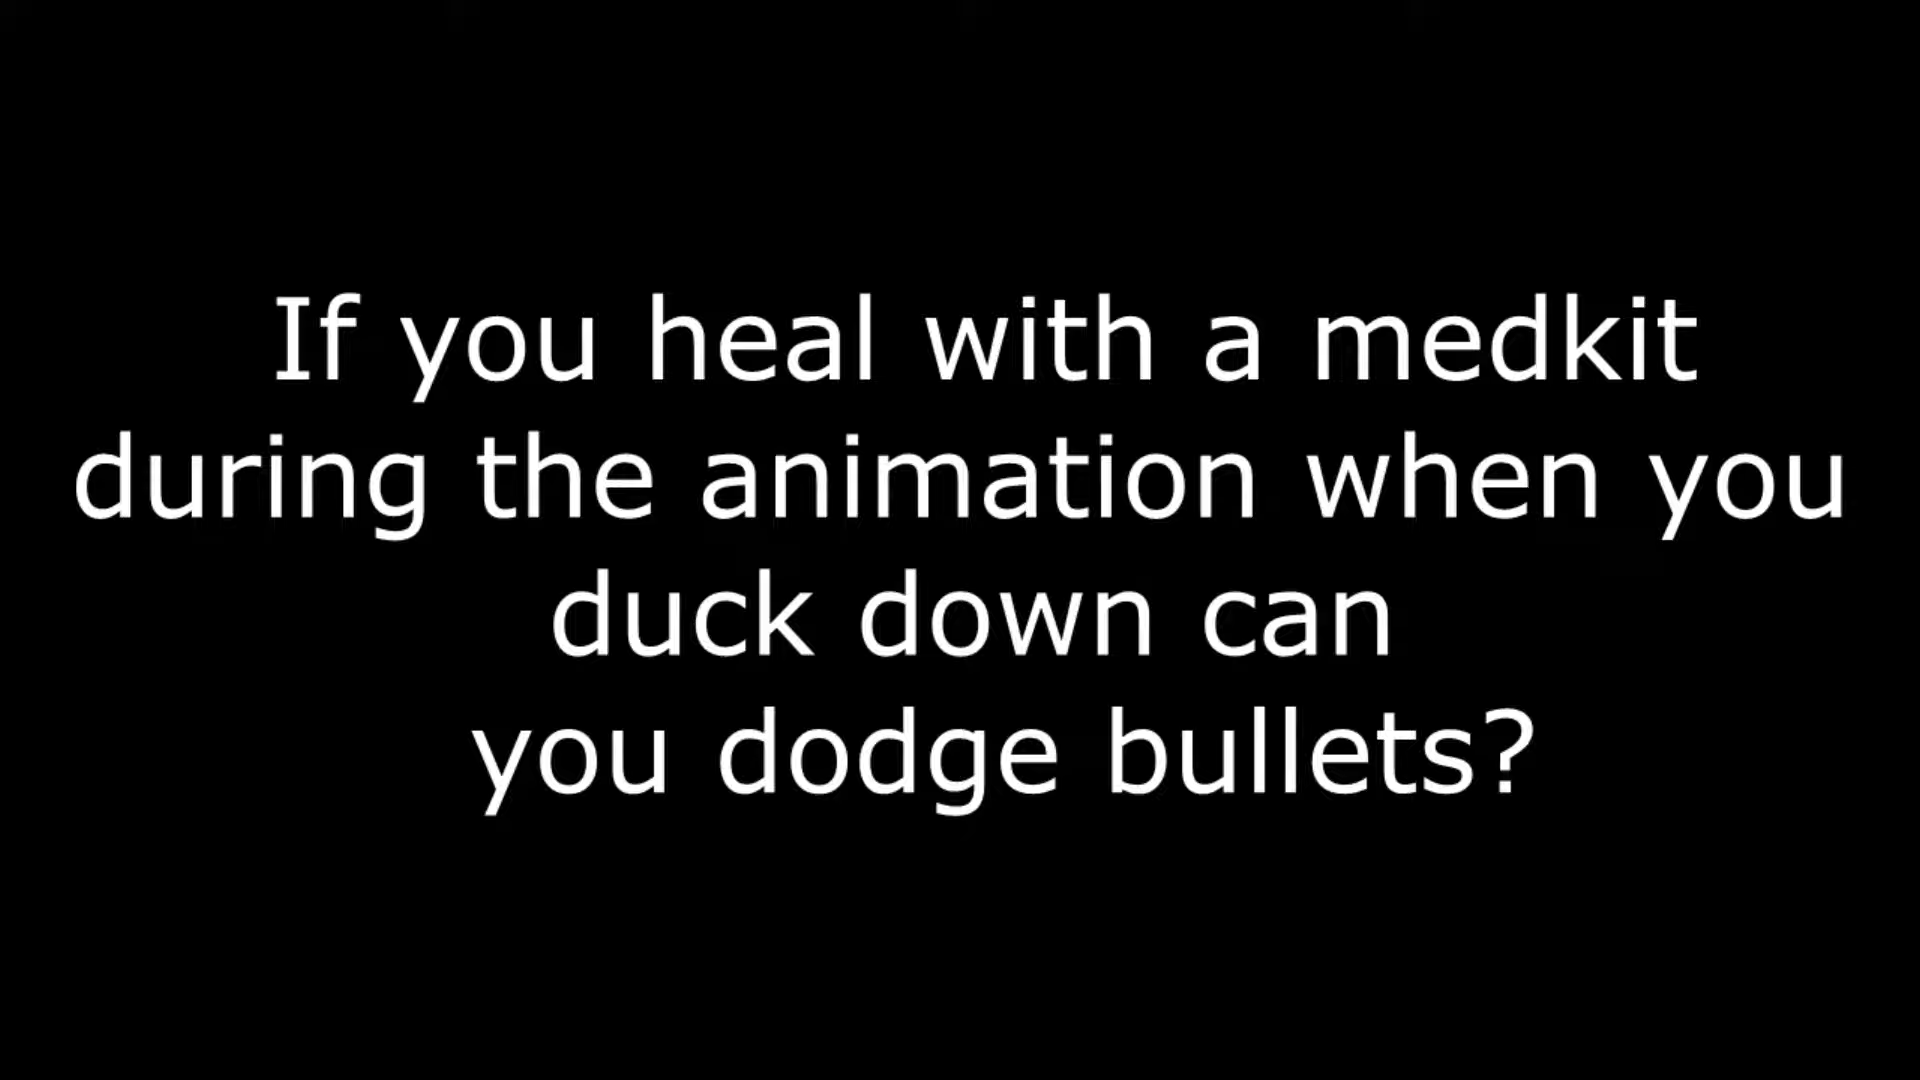 If you heal with a medkit
during the animation when you
duck down can
you dodge bullets?